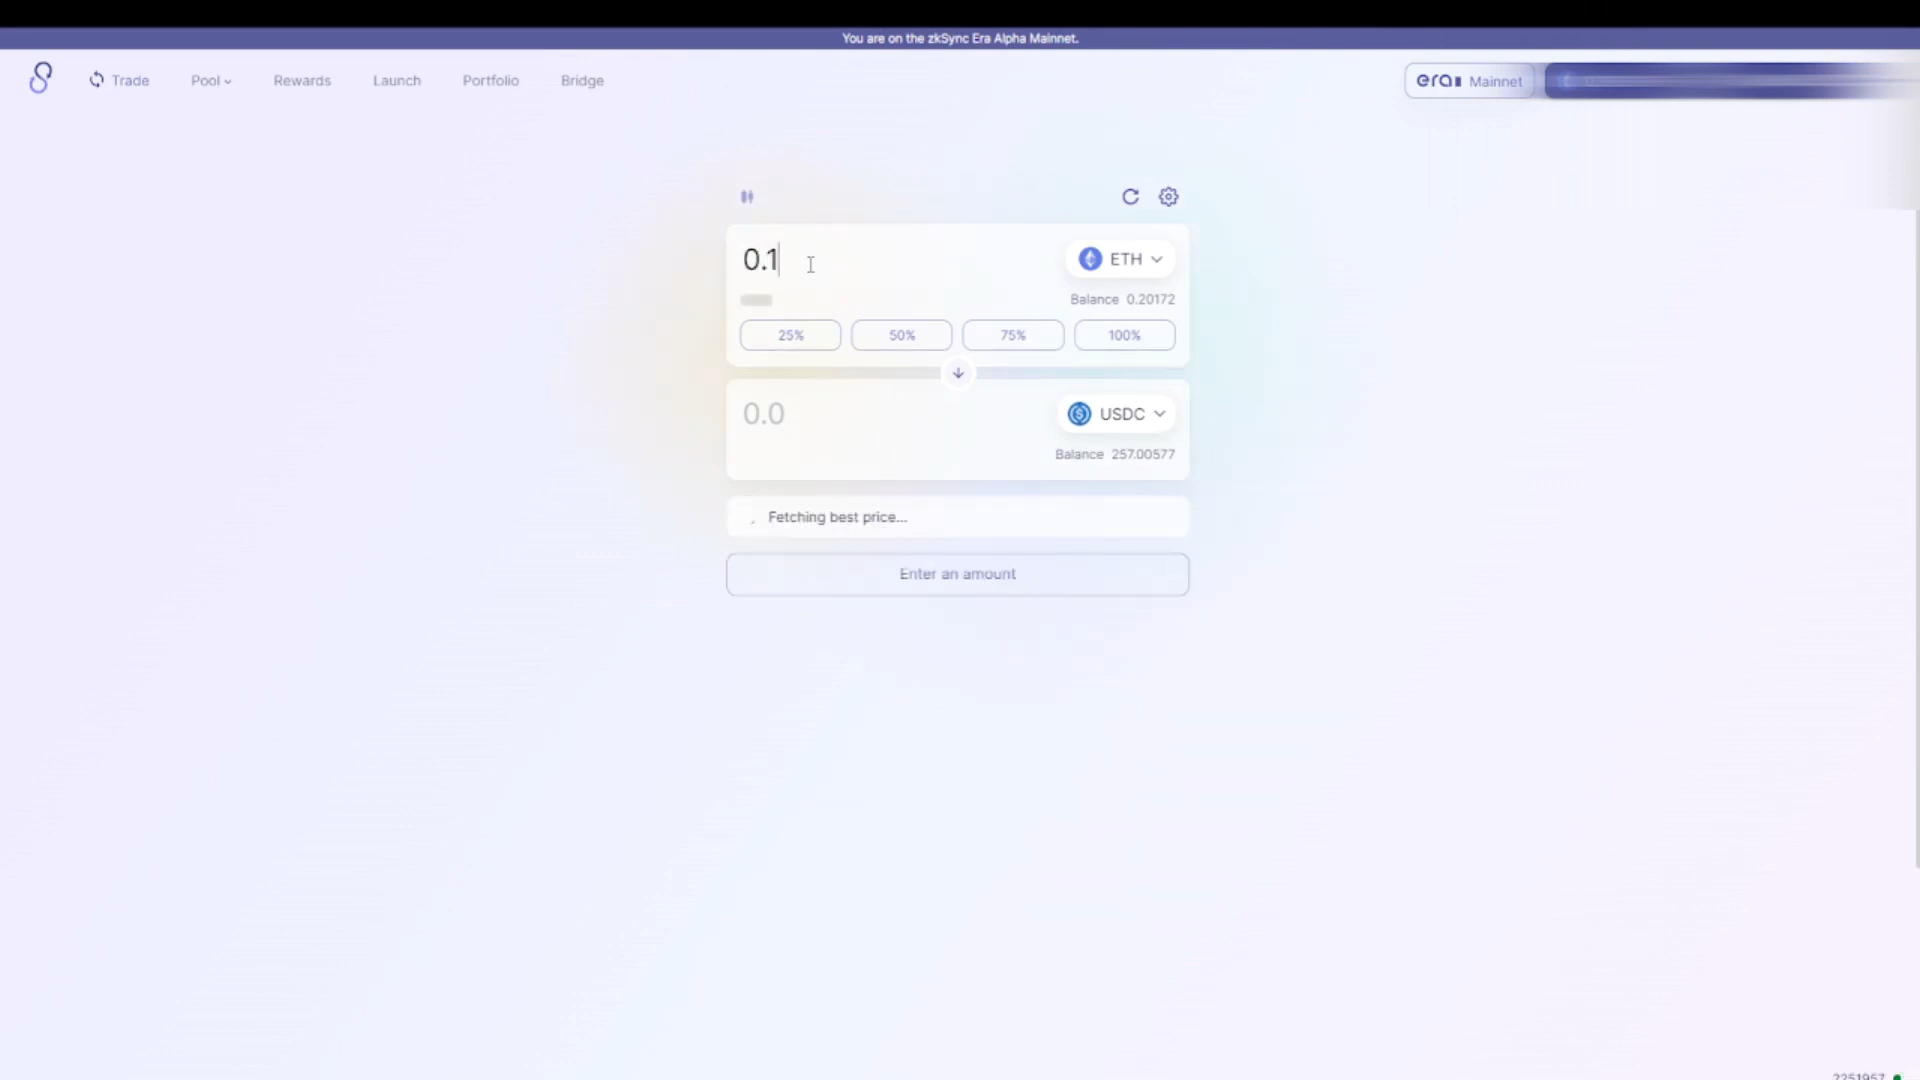 You are on the zkSync Era Alpha Mainnet.
Trade Pool Rewards Launch Portfolio Bridge era Mainnet
0.1 ETH
Balance 0.20172
25% 50% 75% 100%
0.0 USDC
Balance 257.00577
Fetching best price...
Enter an amount
2251957